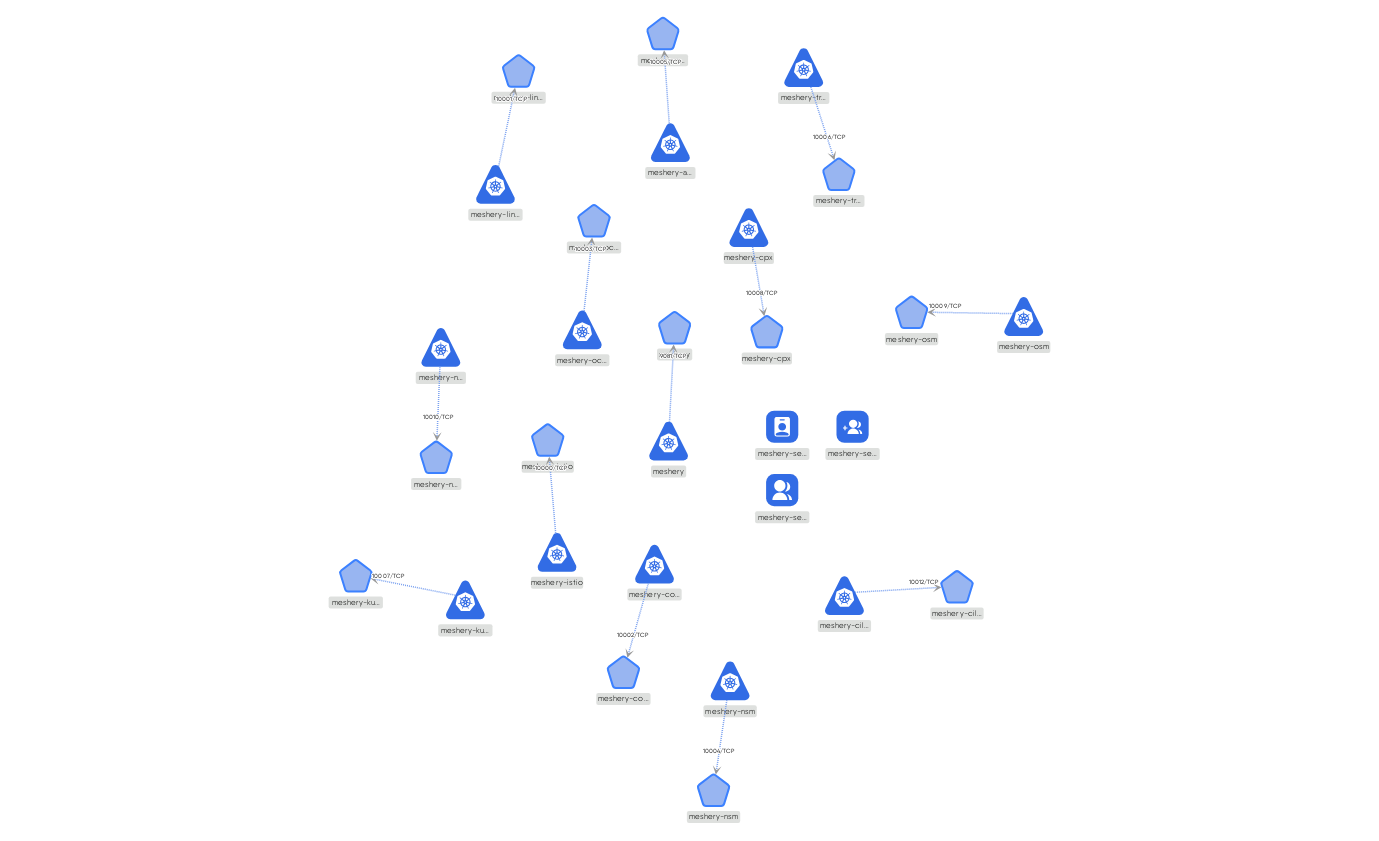 10005/TCP
10001/TCP
meshery-tr...
10006/TCP
meshery-a...
meshery-tr...
meshery-lin...
10003/TCP
meshery-cpx
10008/TCP
10009/TCP
meshery-osm
meshery-osm
9081/TCP
meshery-cpx
meshery-oc...
meshery-n...
10010/TCP
meshery-se...
meshery-se...
10000/TCP
meshery
meshery-n...
meshery-se...
10007/TCP
meshery-istio
10012/TCP
meshery-co...
meshery-ku...
meshery-cil...
meshery-cil...
meshery-ku...
10002/TCP
meshery-co...
meshery-nsm
10004/TCP
meshery-nsm